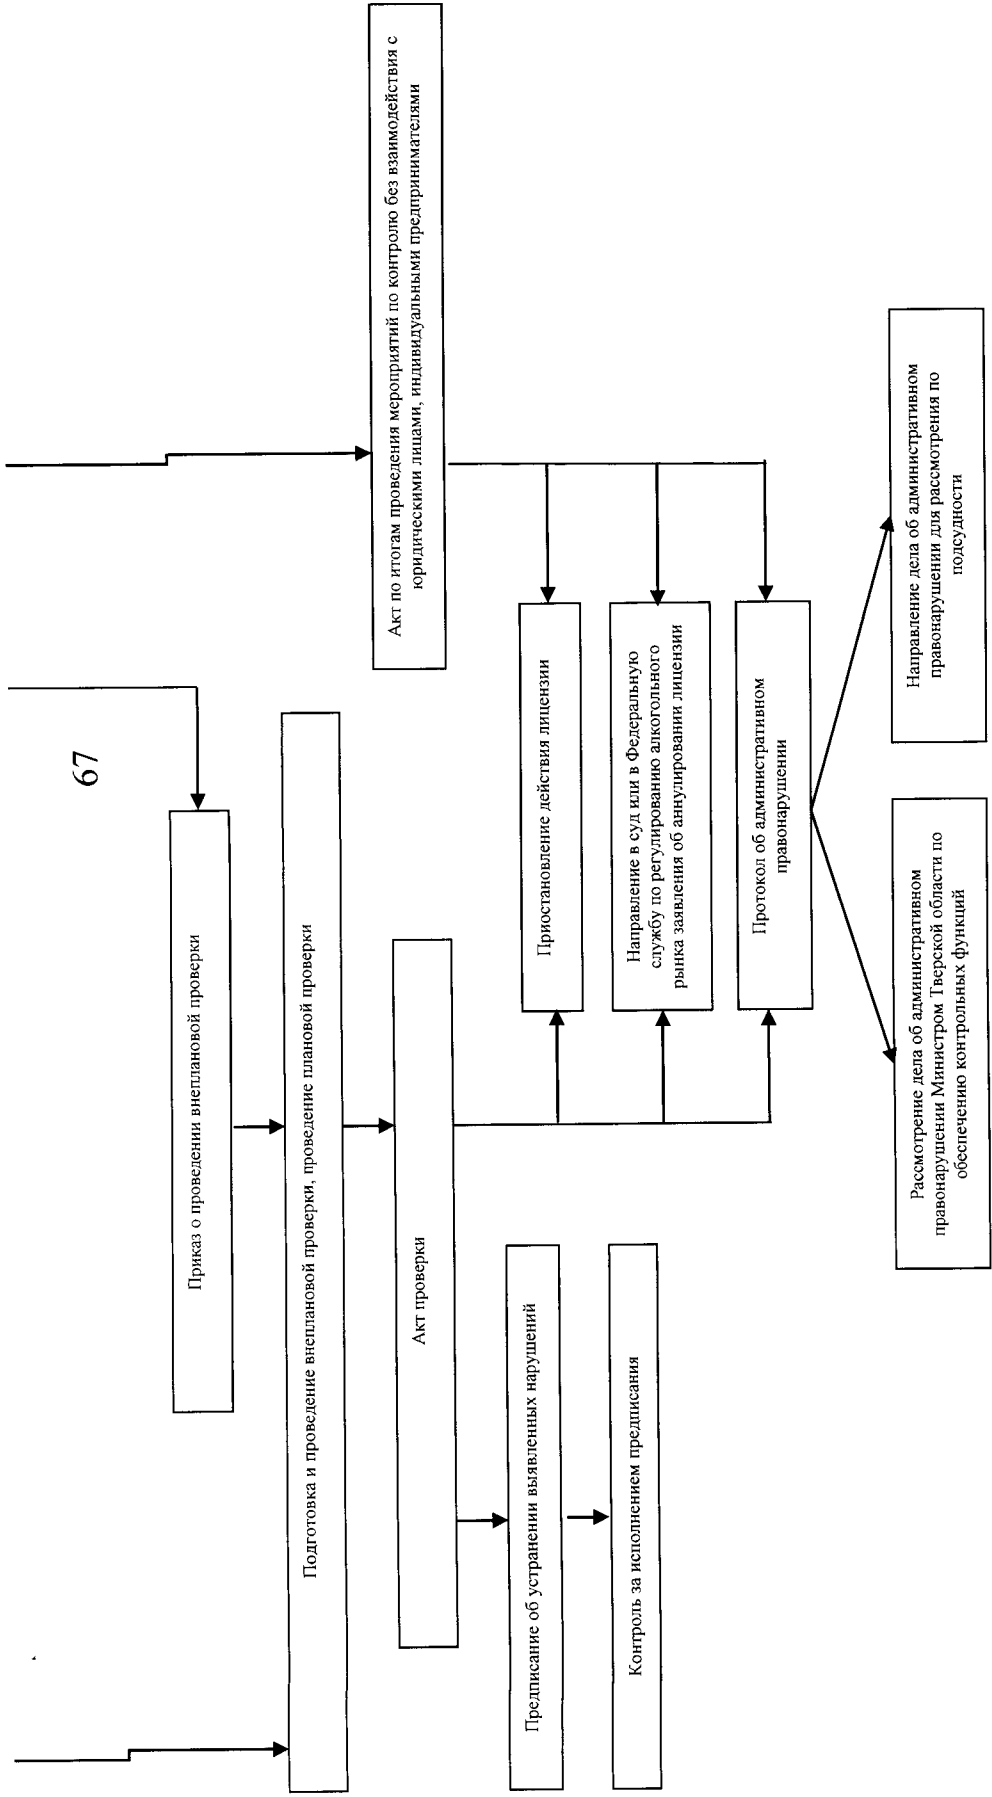 67
Приказ о проведении внеплановой проверки
Подготовка и проведение внеплановой проверки, проведение плановой проверки
Акт проверки
Акт по итогам проведения мероприятий по контролю без взаимодействия с
юридическими лицами, индивидуальными предпринимателями
Предписание об устранении выявленных нарушений
Контроль за исполнением предписания
Приостановление действия лицензии
Направление в суд или в Федеральную
службу по регулированию алкогольного
рынка заявления об аннулировании лицензии
Протокол об административном
правонарушении
Рассмотрение дела об административном
правонарушении Министром Тверской области по
обеспечению контрольных функций
Направление дела об административном
правонарушении для рассмотрения по
подсудности